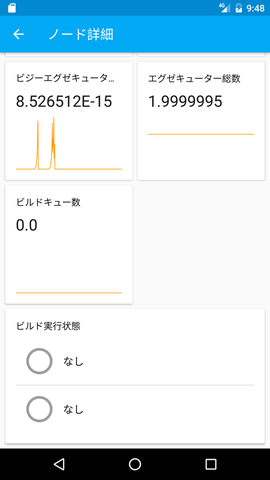 4G 9:48
ノード詳細
ビジーエグゼキュータ…
8.526512E-15
エグゼキューター総数
1.9999995
ビルドキュー数
0.0
ビルド実行状態
なし
なし